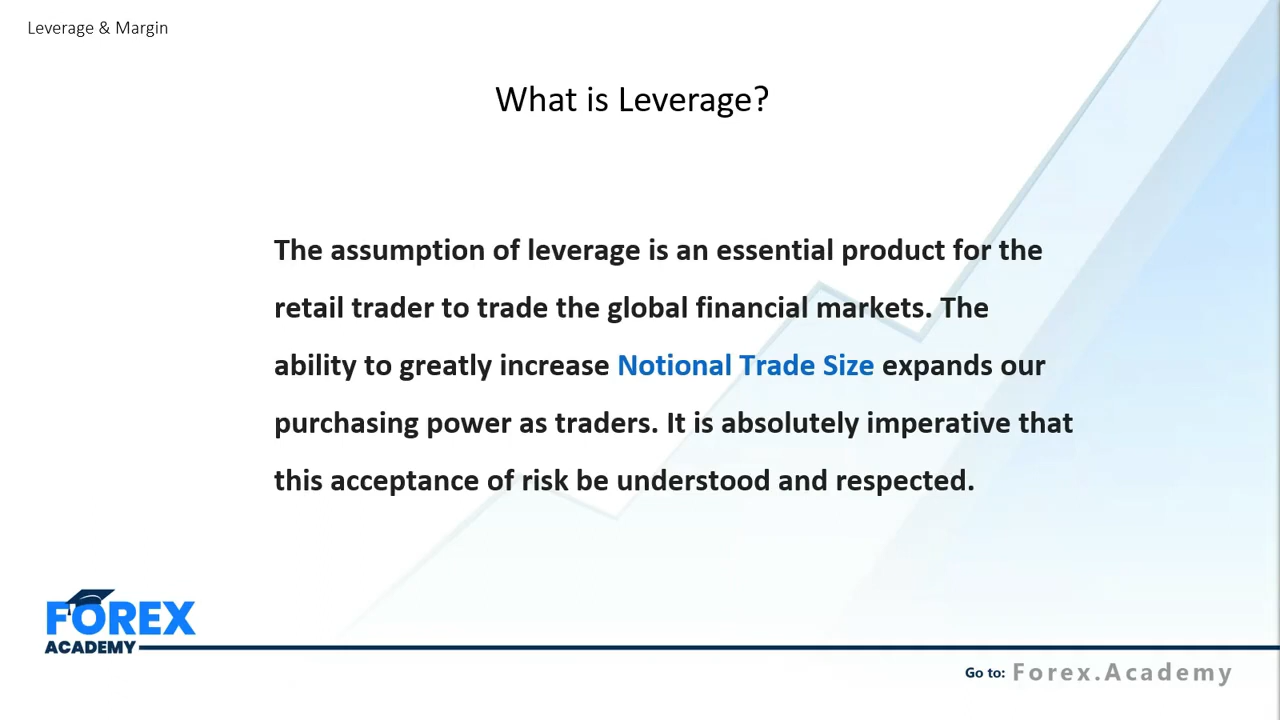 Leverage & Margin
What is Leverage?
The assumption of leverage is an essential product for the
retail trader to trade the global financial markets. The
ability to greatly increase Notional Trade Size expands our
purchasing power as traders. It is absolutely imperative that
this acceptance of risk be understood and respected.
FOREX
ACADEMY
Go to: Forex.Academy